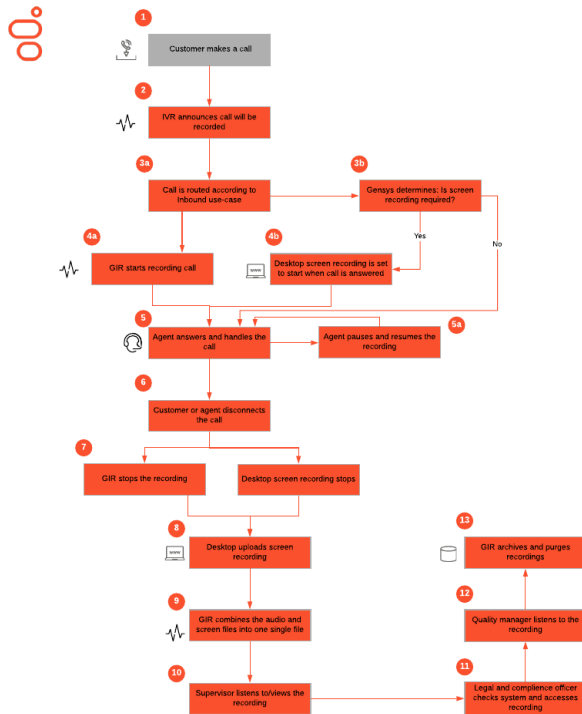 1
Customer makes a call
2
IVR announces call will be
recorded
3a
3b
Call is routed according to
Inbound use-case
Gensys determines: Is screen
recording required?
Yes
No
4a
4b
GIR starts recording call
www
Desktop screen recording is set
to start when call is answered
5
5a
Agent answers and handles the
call
Agent pauses and resumes the
recording
6
Customer or agent disconnects
the call
7
GIR stops the recording
Desktop screen recording stops
8
13
www
Desktop uploads screen
recording
GIR archives and purges
recordings
9
12
GIR combines the audio and
screen files into one single file
Quality manager listens to the
recording
10
11
Supervisor listens to/views the
recording
Legal and complience officer
checks system and accesses
recording